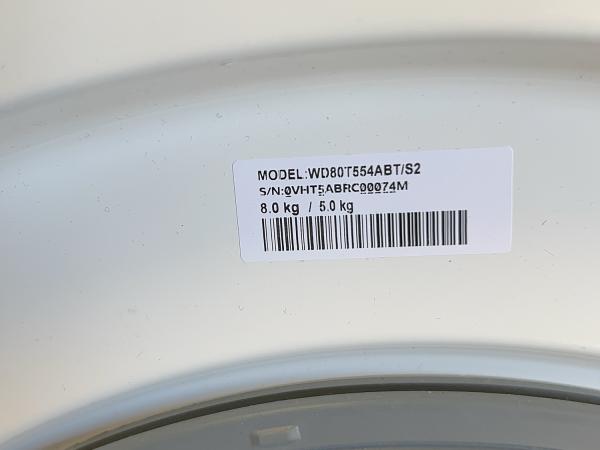 MODEL:WD80T554ABT/S2
S/N:0VHT5ABRC00074M
8.0 kg / 5.0 kg